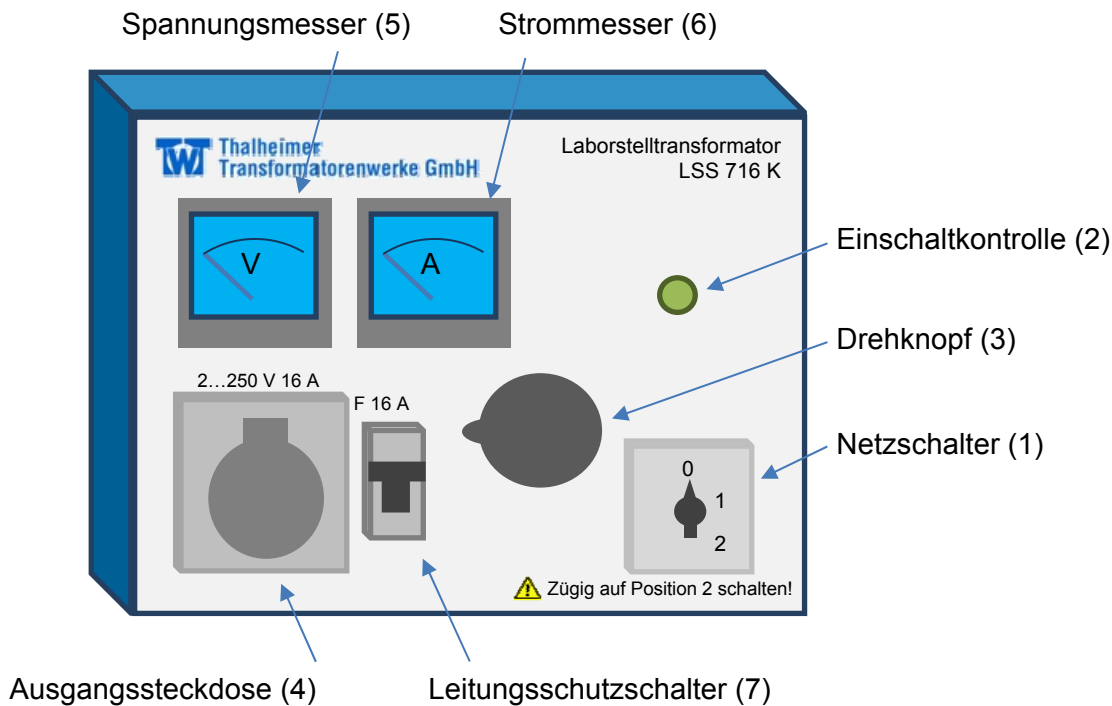 Spannungsmesser (5)
Strommesser (6)
TWT
Thalheimer
Transformatorenwerke GmbH
Laborstelltransformator
LSS 716 K
V
A
Einschaltkontrolle (2)
Drehknopf (3)
2…250 V 16 A
F 16 A
Netzschalter (1)
0
1
2
Zügig auf Position 2 schalten!
Ausgangssteckdose (4)
Leitungsschutzschalter (7)